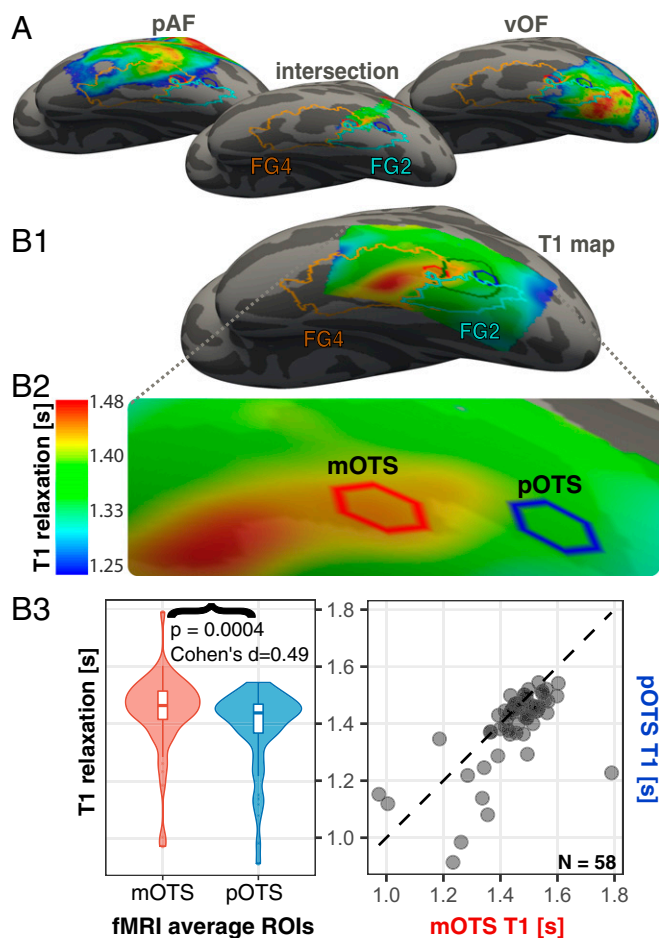 A
pAF
intersection
vOF
FG4
FG2
B1
T1 map
FG4
FG2
B2
T1 relaxation [s]
1.48
1.40
1.33
1.25
mOTS
pOTS
B3
T1 relaxation [s]
p = 0.0004
Cohen's d=0.49
1.8
1.6
1.4
1.2
1.0
mOTS
pOTS
fMRI average ROIs
pOTS T1 [s]
N = 58
1.0
1.2
1.4
1.6
1.8
mOTS T1 [s]